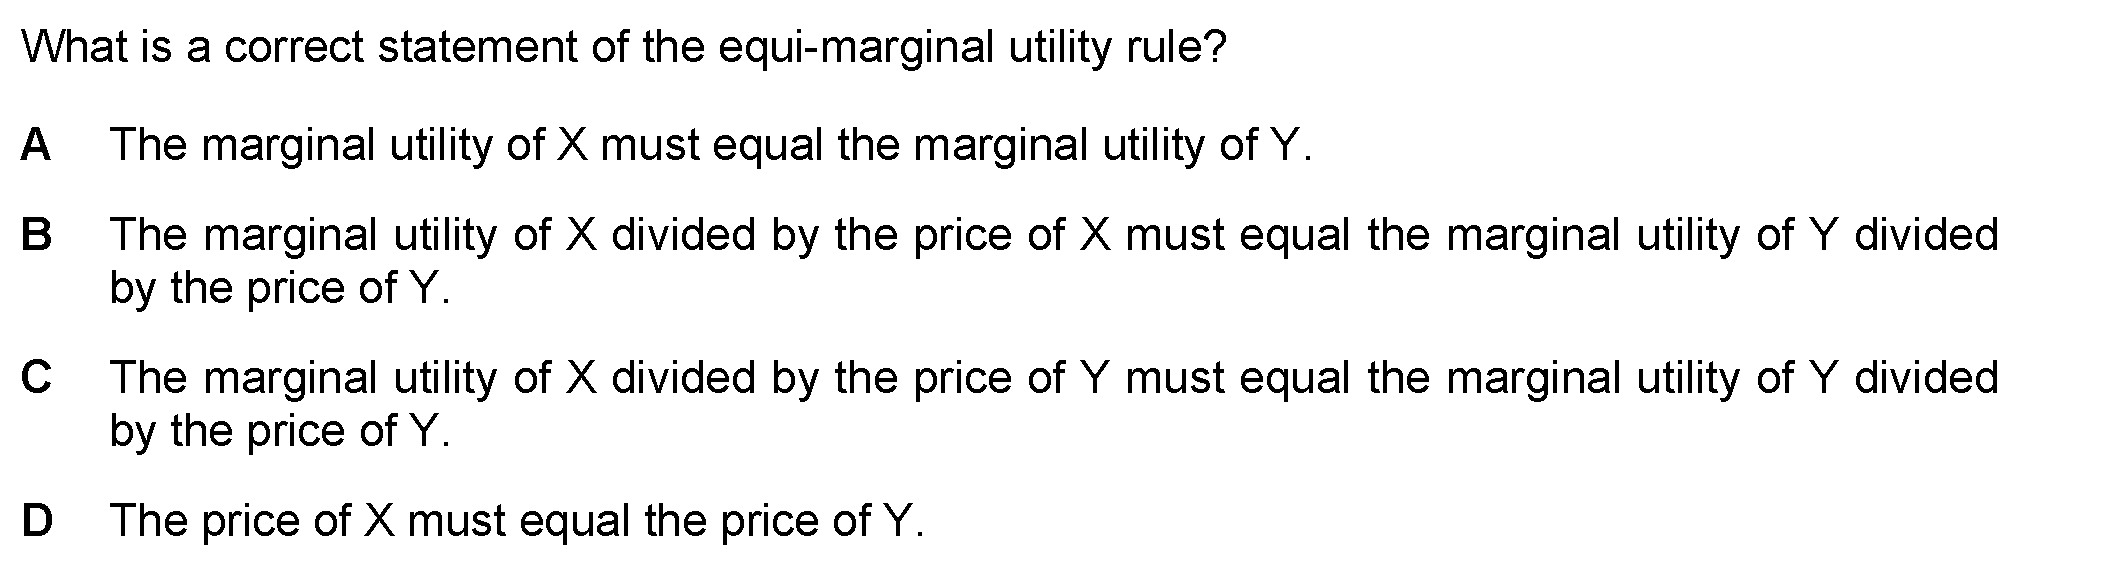 What is a correct statement of the equi-marginal utility rule?
A The marginal utility of X must equal the marginal utility of Y.
B The marginal utility of X divided by the price of X must equal the marginal utility of Y divided
by the price of Y.
C The marginal utility of X divided by the price of Y must equal the marginal utility of Y divided
by the price of Y.
D The price of X must equal the price of Y.